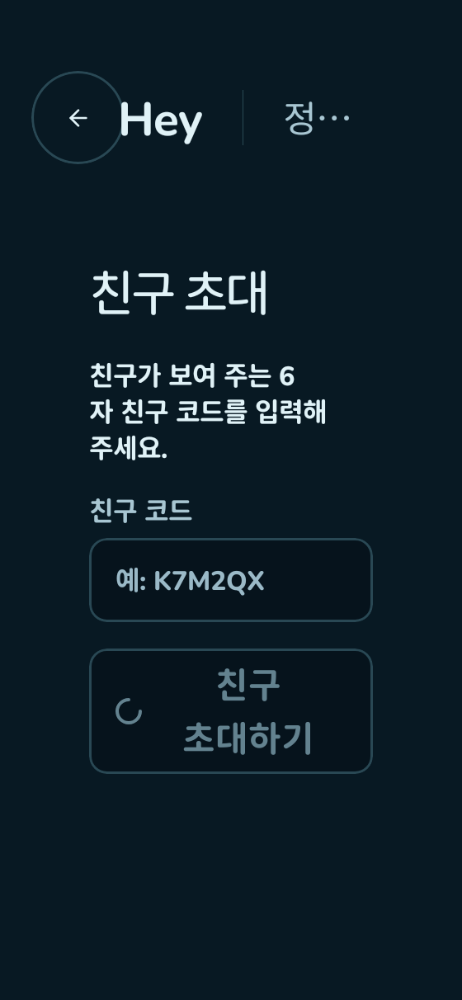 Hey
정…
친구 초대
친구가 보여 주는 6
자 친구 코드를 입력해
주세요.
친구 코드
예: K7M2QX
친구
초대하기